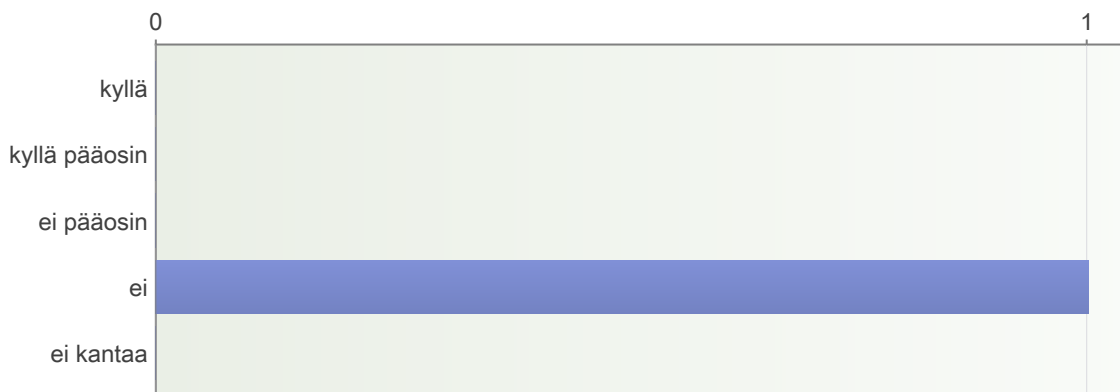 0 1
kyllä
kyllä pääosin
ei pääosin
ei
ei kantaa